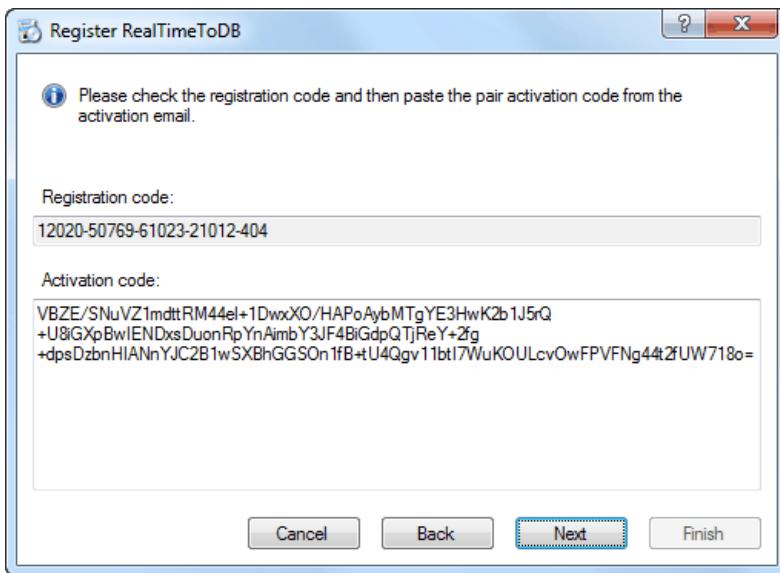 Register RealTimeToDB
Please check the registration code and then paste the pair activation code from the
activation email.
Registration code:
12020-50769-61023-21012-404
Activation code:
VBZE/SNuVZ1mdttRM44eI+1DwxXO/HAPoAybMTgYE3HwK2b1J5rQ
+U8iGXpBwIENDxsDuonRpYnAimbY3JF4BiGdpQTjReY+2fg
+dpsDzbnHIANnYJC2B1wSXBhGGSOn1fB+tU4Qgv11btI7WuKOULcvOwFPVFNg44t2fUW718o=
Cancel Back Next Finish